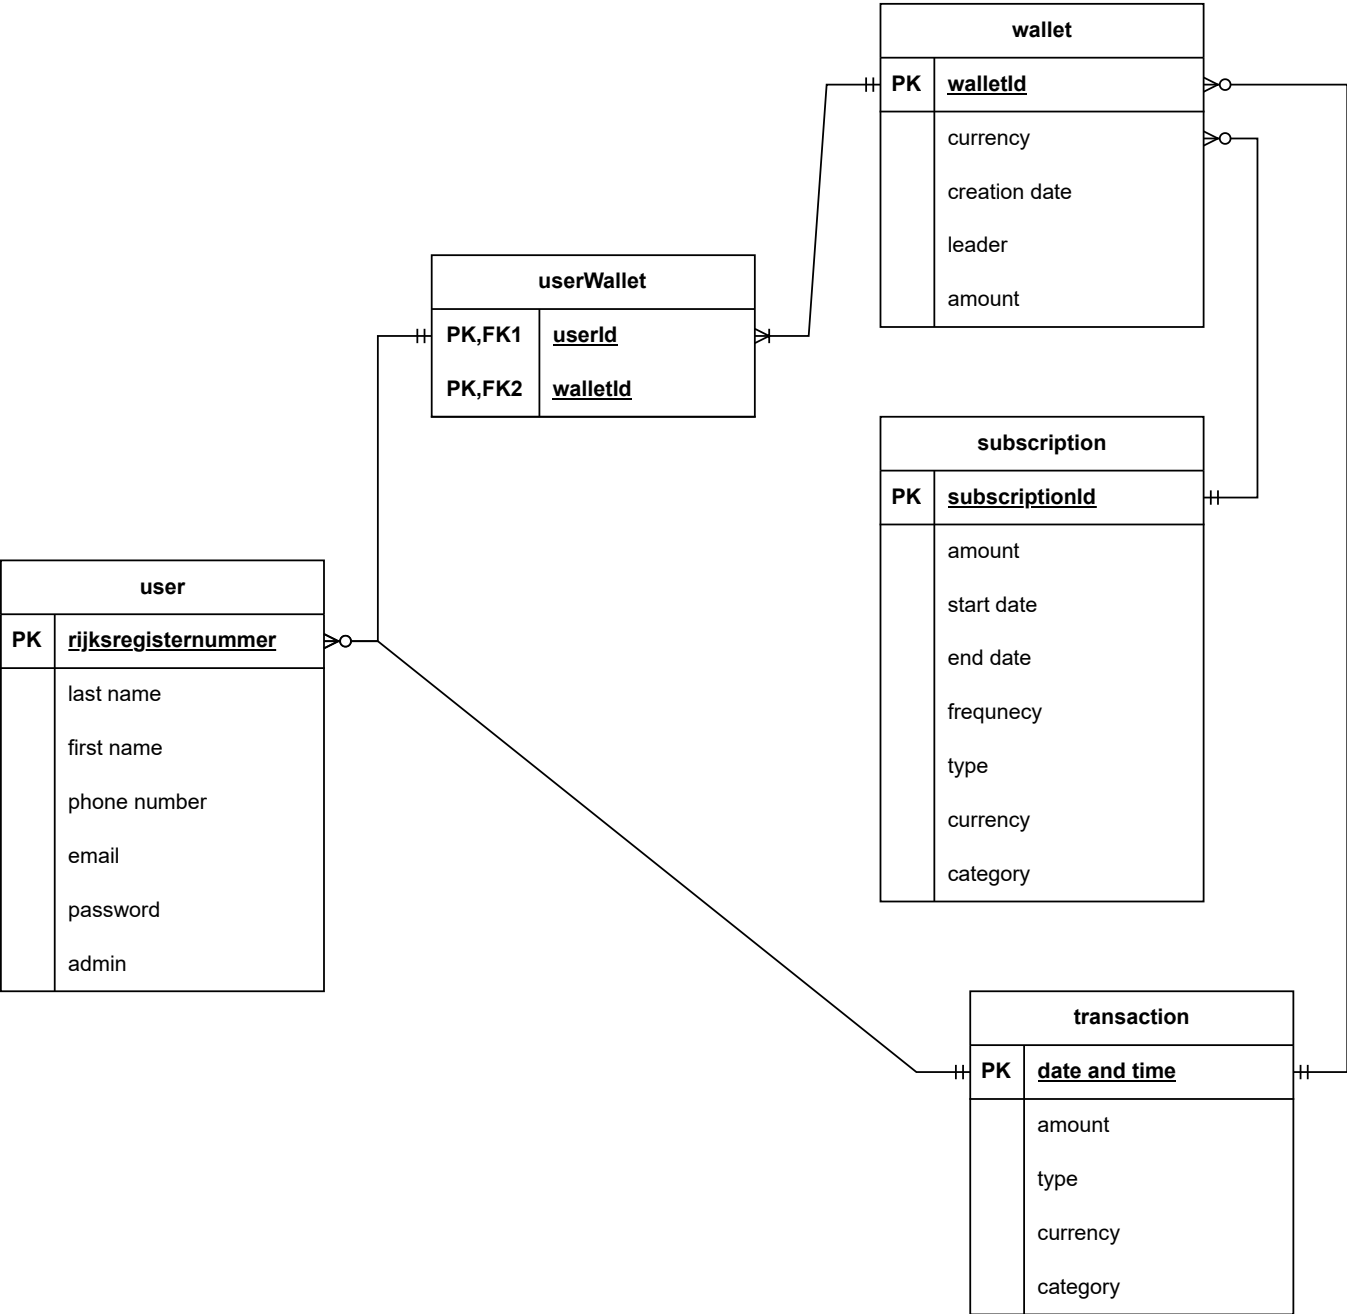 wallet
PK walletId
currency
creation date
leader
amount
userWallet
PK,FK1 userId
PK,FK2 walletId
subscription
PK subscriptionId
amount
start date
end date
frequnecy
type
currency
category
user
PK rijksregisternummer
last name
first name
phone number
email
password
admin
transaction
PK date and time
amount
type
currency
category